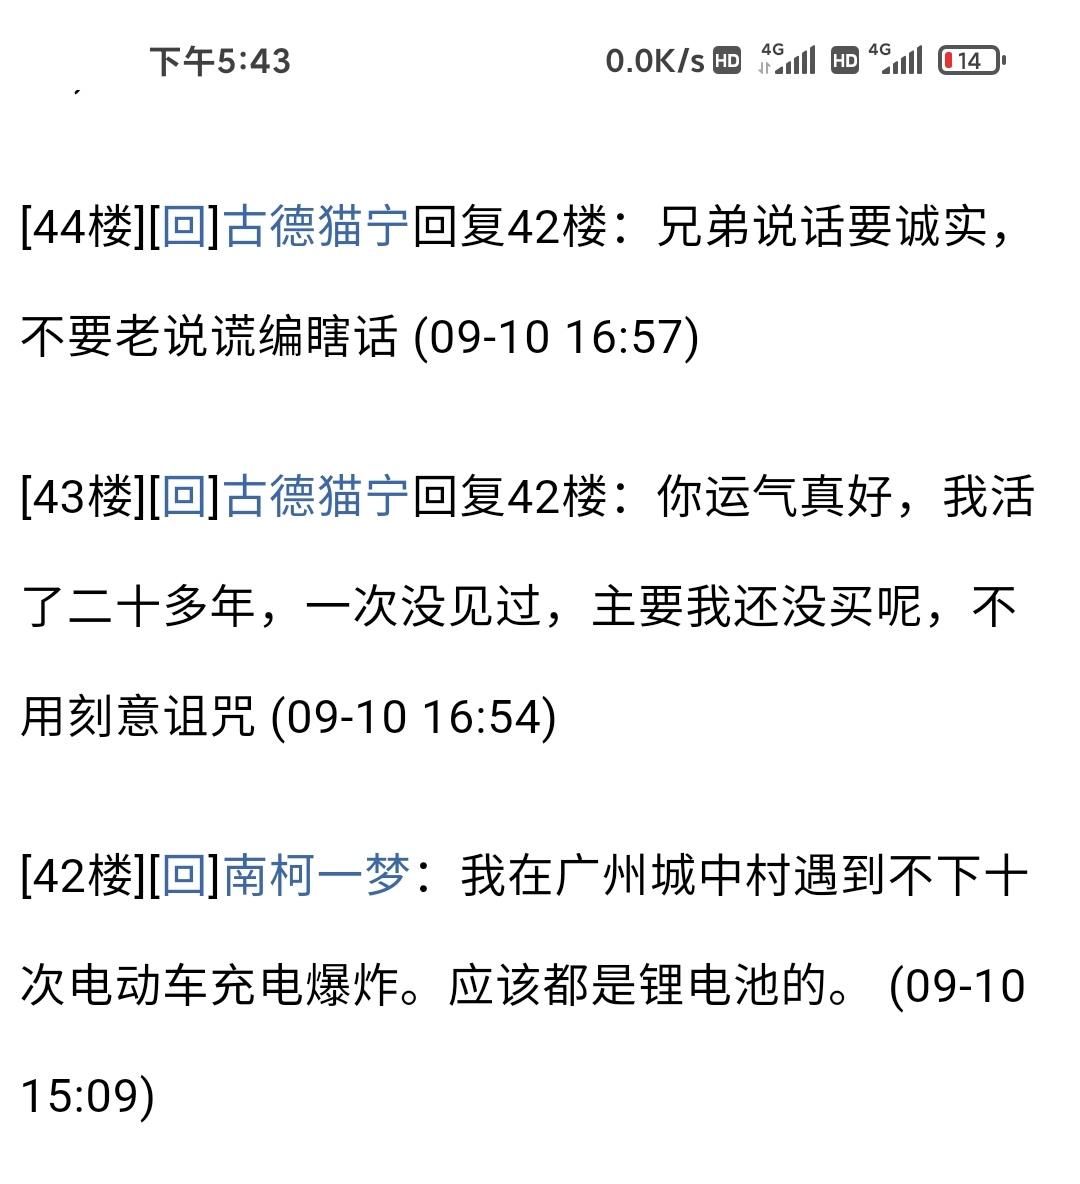 下午5:43 0.0K/s HD 4G HD 4G 14
[44楼][回]古德猫宁回复42楼：兄弟说话要诚实，
不要老说谎编瞎话 (09-10 16:57)
[43楼][回]古德猫宁回复42楼：你运气真好，我活
了二十多年，一次没见过，主要我还没买呢，不
用刻意诅咒 (09-10 16:54)
[42楼][回]南柯一梦：我在广州城中村遇到不下十
次电动车充电爆炸。应该都是锂电池的。 (09-10
15:09)